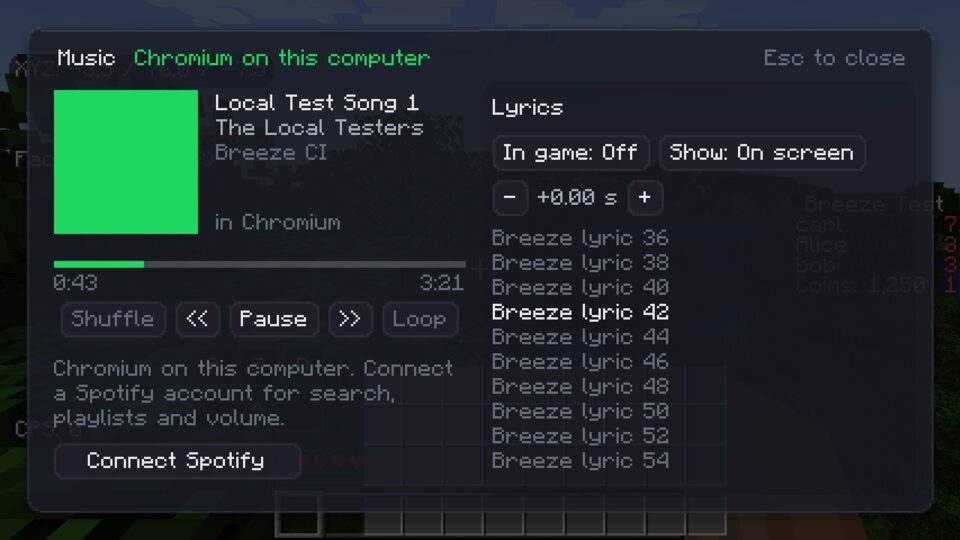 Music Chromium on this computer
Esc to close
Local Test Song 1
The Local Testers
Breeze CI
in Chromium
0:43
3:21
Shuffle << Pause >> Loop
Chromium on this computer. Connect
a Spotify account for search,
playlists and volume.
Connect Spotify
Lyrics
In game: Off
Show: On screen
- +0.00 s +
Breeze lyric 36
Breeze lyric 38
Breeze lyric 40
Breeze lyric 42
Breeze lyric 44
Breeze lyric 46
Breeze lyric 48
Breeze lyric 50
Breeze lyric 52
Breeze lyric 54
Breeze Test
carl 7
Alice 3
bob 3
Coins: 1,250 1